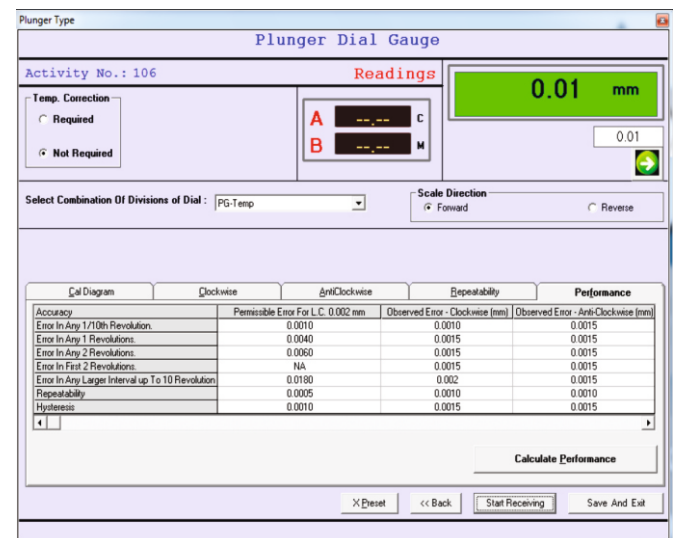 Plunger Type
Plunger Dial Gauge
Activity No.: 106
Readings
0.01 mm
Temp. Correction
Required
Not Required
A --.-- C
B --.-- M
0.01
Select Combination Of Divisions of Dial : PG-Temp
Scale Direction
Forward Reverse
Cal Diagram Clockwise AntiClockwise Repeatability Performance
Accuracy Permissible Error For L.C. 0.002 mm Observed Error - Clockwise (mm) Observed Error - Anti-Clockwise (mm)
Error In Any 1/10th Revolution. 0.0010 0.0010 0.0015
Error In Any 1 Revolutions. 0.0040 0.0015 0.0015
Error In Any 2 Revolutions. 0.0060 0.0015 0.0015
Error In First 2 Revolutions. NA 0.0015 0.0015
Error In Any Larger Interval up To 10 Revolution 0.0180 0.002 0.0015
Repeatability 0.0005 0.0010 0.0010
Hysteresis 0.0010 0.0015 0.0015
Calculate Performance
X Preset << Back Start Receiving Save And Exit